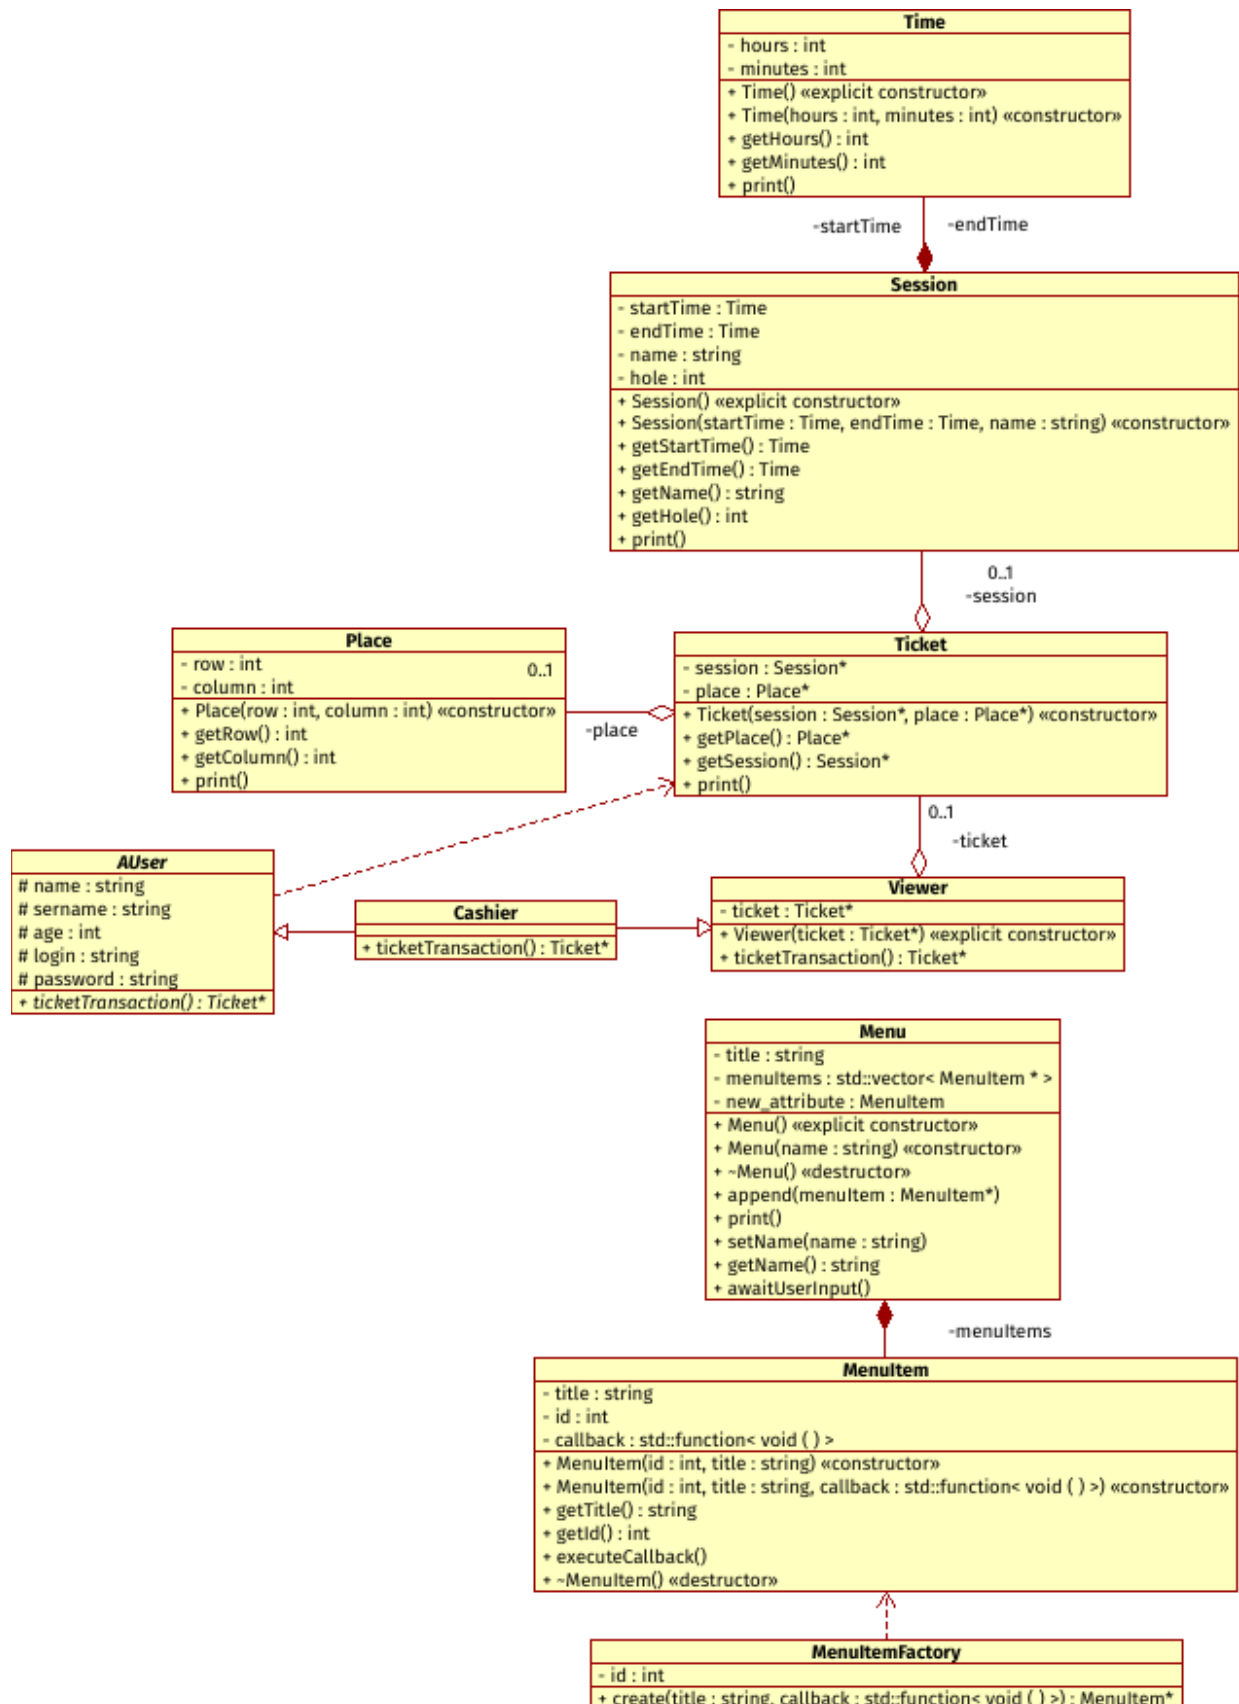 Time
- hours : int
- minutes : int
+ Time() «explicit constructor»
+ Time(hours : int, minutes : int) «constructor»
+ getHours() : int
+ getMinutes() : int
+ print()
-startTime -endTime
Session
- startTime : Time
- endTime : Time
- name : string
- hole : int
+ Session() «explicit constructor»
+ Session(startTime : Time, endTime : Time, name : string) «constructor»
+ getStartTime() : Time
+ getEndTime() : Time
+ getName() : string
+ getHole() : int
+ print()
0..1
-session
Place
- row : int
- column : int
0..1
+ Place(row : int, column : int) «constructor»
+ getRow() : int
+ getColumn() : int
+ print()
-place
Ticket
- session : Session*
- place : Place*
+ Ticket(session : Session*, place : Place*) «constructor»
+ getPlace() : Place*
+ getSession() : Session*
+ print()
0..1
-ticket
AUser
# name : string
# sername : string
# age : int
# login : string
# password : string
+ ticketTransaction() : Ticket*
Cashier
+ ticketTransaction() : Ticket*
Viewer
- ticket : Ticket*
+ Viewer(ticket : Ticket*) «explicit constructor»
+ ticketTransaction() : Ticket*
Menu
- title : string
- menuItems : std::vector< MenuItem * >
- new_attribute : MenuItem
+ Menu() «explicit constructor»
+ Menu(name : string) «constructor»
+ ~Menu() «destructor»
+ append(menuItem : MenuItem*)
+ print()
+ setName(name : string)
+ getName() : string
+ awaitUserInput()
-menuItems
MenuItem
- title : string
- id : int
- callback : std::function< void ( ) >
+ MenuItem(id : int, title : string) «constructor»
+ MenuItem(id : int, title : string, callback : std::function< void ( ) >) «constructor»
+ getTitle() : string
+ getId() : int
+ executeCallback()
+ ~MenuItem() «destructor»
MenuItemFactory
- id : int
+ create(title : string, callback : std::function< void ( ) >) : MenuItem*